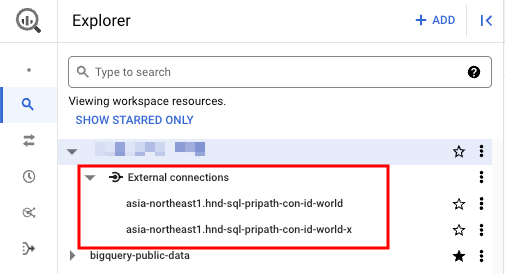 Explorer
+ ADD
Type to search
Viewing workspace resources.
SHOW STARRED ONLY
External connections
asia-northeast1.hnd-sql-pripath-con-id-world
asia-northeast1.hnd-sql-pripath-con-id-world-x
bigquery-public-data